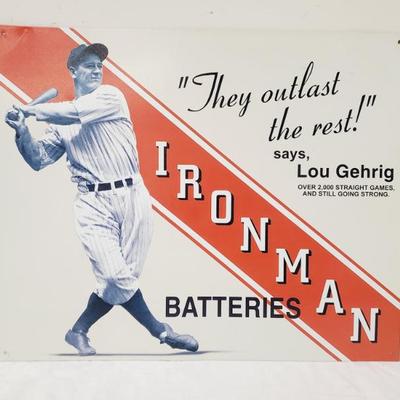 "They outlast
the rest!"
says,
Lou Gehrig
OVER 2,000 STRAIGHT GAMES,
AND STILL GOING STRONG.
IRONMAN
BATTERIES